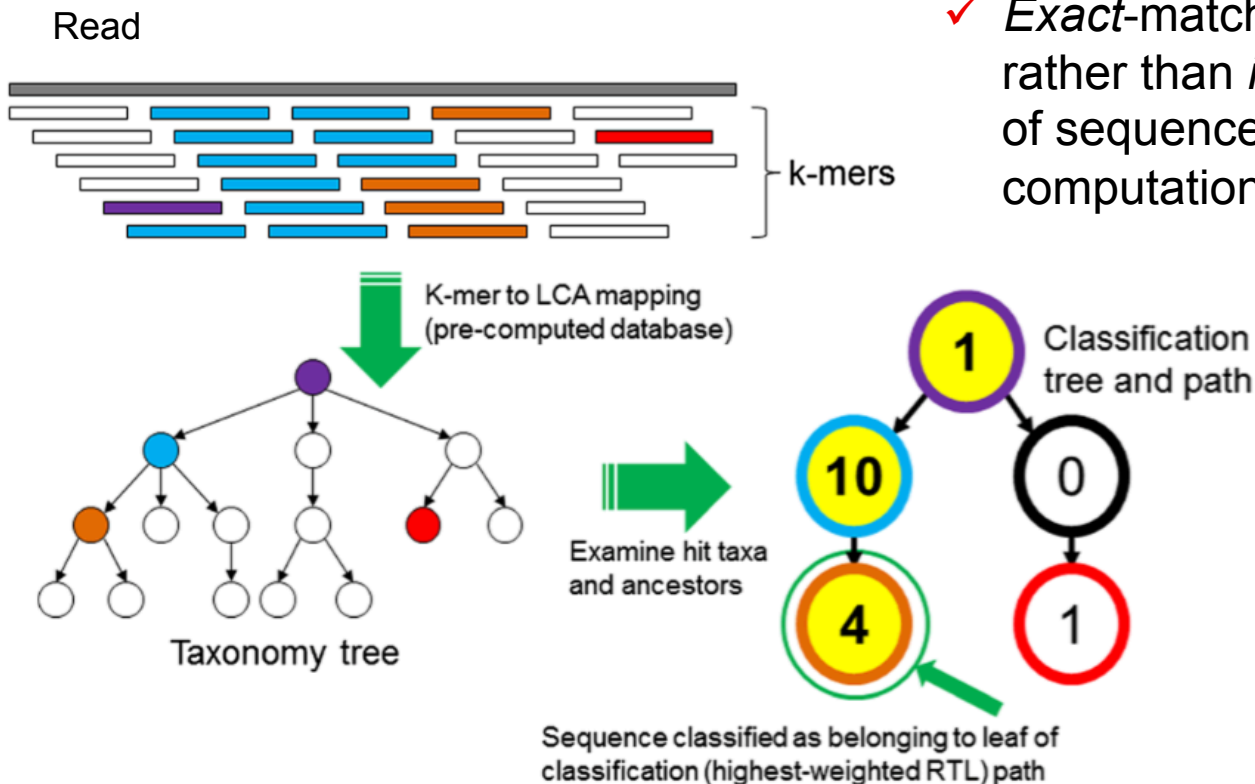 Read
✓ Exact-match
rather than
of sequence
computation
k-mers
K-mer to LCA mapping
(pre-computed database)
Taxonomy tree
Examine hit taxa
and ancestors
1
Classification
tree and path
10
0
4
1
Sequence classified as belonging to leaf of
classification (highest-weighted RTL) path